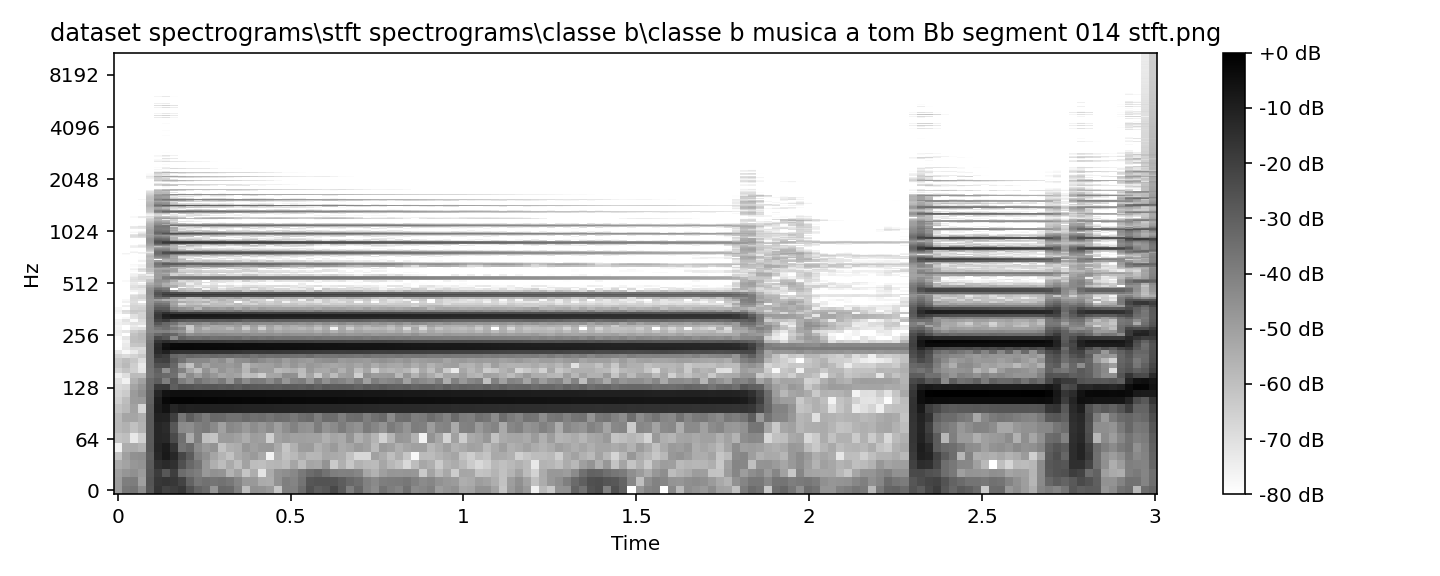 dataset spectrograms\stft spectrograms\classe b\classe b musica a tom Bb segment 014 stft.png
8192
4096
2048
1024
512
256
128
64
0
Hz
0
0.5
1
1.5
2
2.5
3
Time
+0 dB
-10 dB
-20 dB
-30 dB
-40 dB
-50 dB
-60 dB
-70 dB
-80 dB